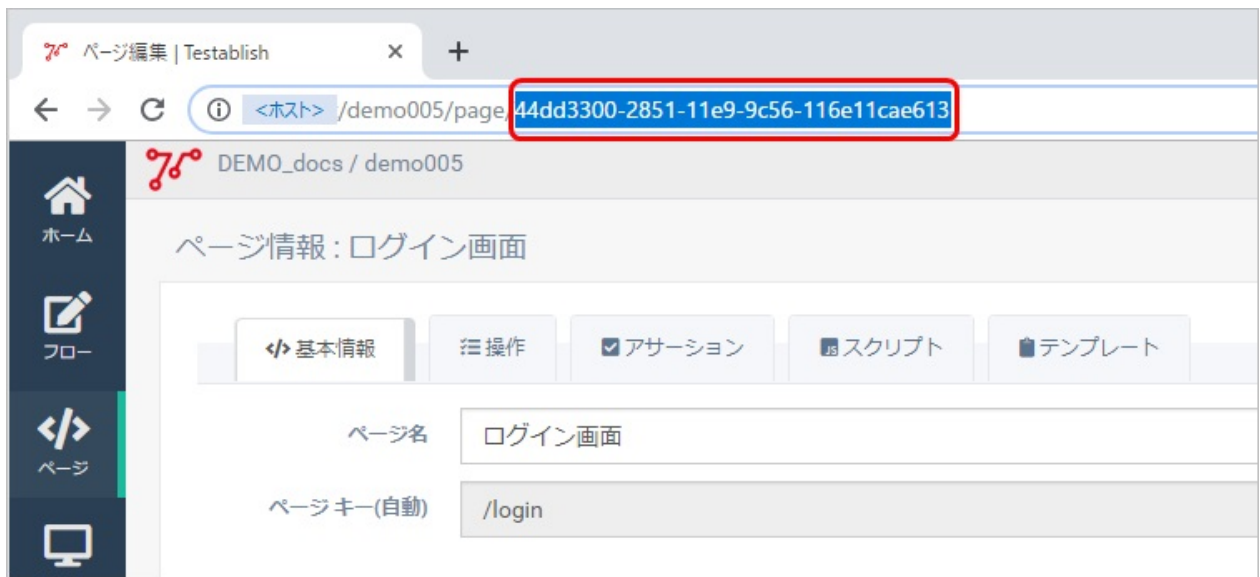 ページ編集 | Testablish
<ホスト> /demo005/page/44dd3300-2851-11e9-9c56-116e11cae613
DEMO_docs / demo005
ホーム
ページ情報 : ログイン画面
フロー
基本情報 操作 アサーション スクリプト テンプレート
ページ名 ログイン画面
ページ
ページ キー(自動) /login